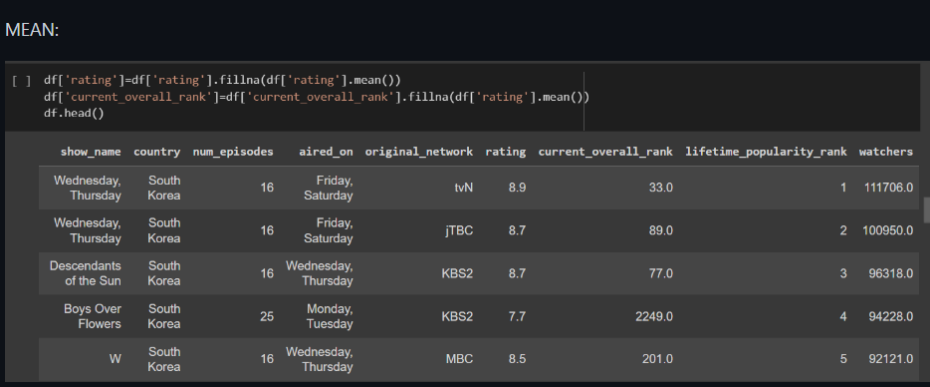 MEAN:
[ ] df['rating']=df['rating'].fillna(df['rating'].mean())
df['current_overall_rank']=df['current_overall_rank'].fillna(df['rating'].mean())
df.head()
show_name country num_episodes aired_on original_network rating current_overall_rank lifetime_popularity_rank watchers
Wednesday, South Friday,
Thursday Korea 16 Saturday tvN 8.9 33.0 1 111706.0
Wednesday, South Friday,
Thursday Korea 16 Saturday jTBC 8.7 89.0 2 100950.0
Descendants South Wednesday,
of the Sun Korea 16 Thursday KBS2 8.7 77.0 3 96318.0
Boys Over South Monday,
Flowers Korea 25 Tuesday KBS2 7.7 2249.0 4 94228.0
South Wednesday,
W Korea 16 Thursday MBC 8.5 201.0 5 92121.0